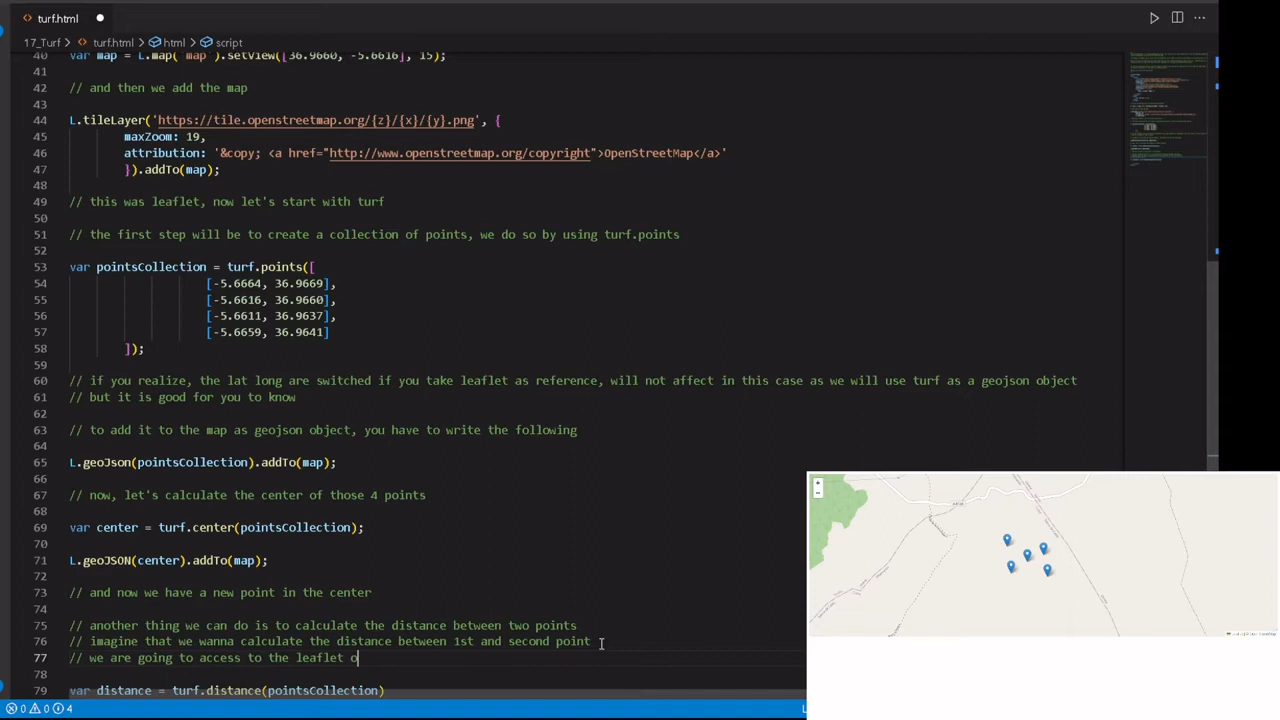 turf.html
17_Turf > turf.html > html > script
40 var map = L.map('map').setView([36.9660, -5.6616], 15);
41
42 // and then we add the map
43
44 L.tileLayer('https://tile.openstreetmap.org/{z}/{x}/{y}.png', {
45 maxZoom: 19,
46 attribution: '&copy; <a href="http://www.openstreetmap.org/copyright">OpenStreetMap</a>'
47 }).addTo(map);
48
49 // this was leaflet, now let's start with turf
50
51 // the first step will be to create a collection of points, we do so by using turf.points
52
53 var pointsCollection = turf.points([
54 [-5.6664, 36.9669],
55 [-5.6616, 36.9660],
56 [-5.6611, 36.9637],
57 [-5.6659, 36.9641]
58 ]);
59
60 // if you realize, the lat long are switched if you take leaflet as reference, will not affect in this case as we will use turf as a geojson object
61 // but it is good for you to know
62
63 // to add it to the map as geojson object, you have to write the following
64
65 L.geoJson(pointsCollection).addTo(map);
66
67 // now, let's calculate the center of those 4 points
68
69 var center = turf.center(pointsCollection);
70
71 L.geoJSON(center).addTo(map);
72
73 // and now we have a new point in the center
74
75 // another thing we can do is to calculate the distance between two points
76 // imagine that we wanna calculate the distance between 1st and second point
77 // we are going to access to the leaflet o
78
79 var distance = turf.distance(pointsCollection)
0 0 4
+
-